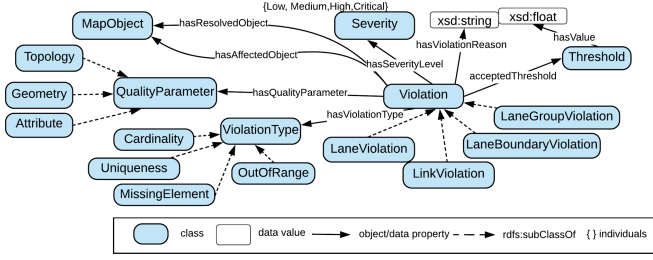 {Low, Medium,High,Critical}
MapObject
hasResolvedObject
Severity
xsd:string
xsd:float
hasAffectedObject
hasViolationReason
hasValue
Topology
hasSeverityLevel
Threshold
acceptedThreshold
Geometry
QualityParameter
hasQualityParameter
Violation
Attribute
hasViolationType
LaneGroupViolation
Cardinality
ViolationType
LaneViolation
LaneBoundaryViolation
Uniqueness
OutOfRange
LinkViolation
MissingElement
class
data value
object/data property
rdfs:subClassOf
{ } individuals